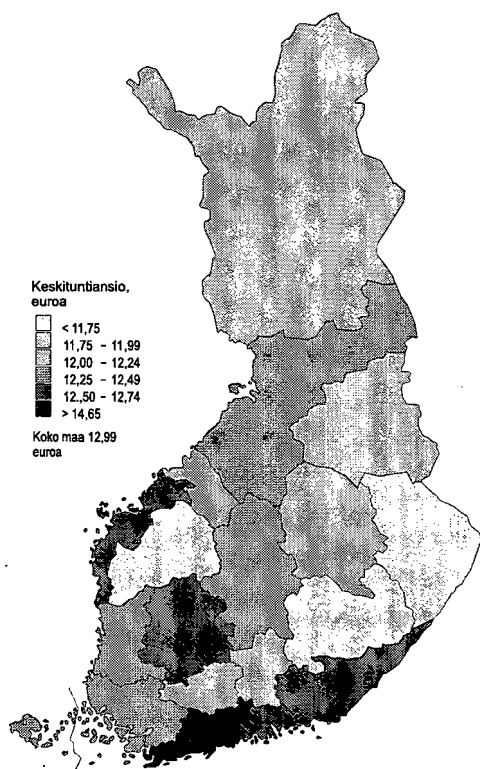 Keskituntiansio,
euroa
< 11,75
11,75 - 11,99
12,00 - 12,24
12,25 - 12,49
12,50 - 12,74
> 14,65
Koko maa 12,99
euroa